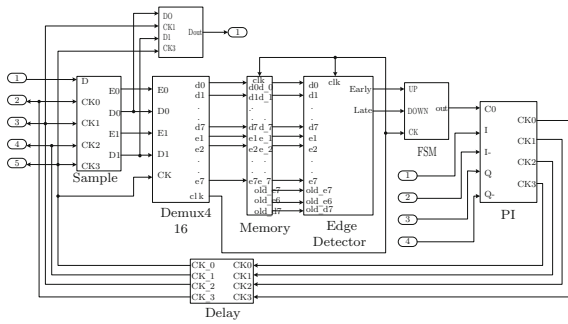 DO
CK1
D1
CK3
Dout
1
1
2
3
4
5
D
CK0
CK1
CK2
CK3
E0
D0
E1
D1
Sample
E0
D0
E1
D1
CK
d0
d1
.
.
d7
e1
e2
.
.
e7
clk
Demux4
16
clk
d0d_0
d1d_1
.
.
d7d_7
e1e_1
e2e_2
.
.
e7e_7
old_e7
old_e6
old_d7
Memory
clk
d0
d1
.
.
d7
e1
e2
.
.
e7
old_e7
old_e6
old_d7
Early
Late
Edge
Detector
UP
DOWN
CK
out
FSM
1
2
3
4
C0
I
I-
Q
Q-
CK0
CK1
CK2
CK3
PI
CK_0
CK_1
CK_2
CK_3
CK0
CK1
CK2
CK3
Delay